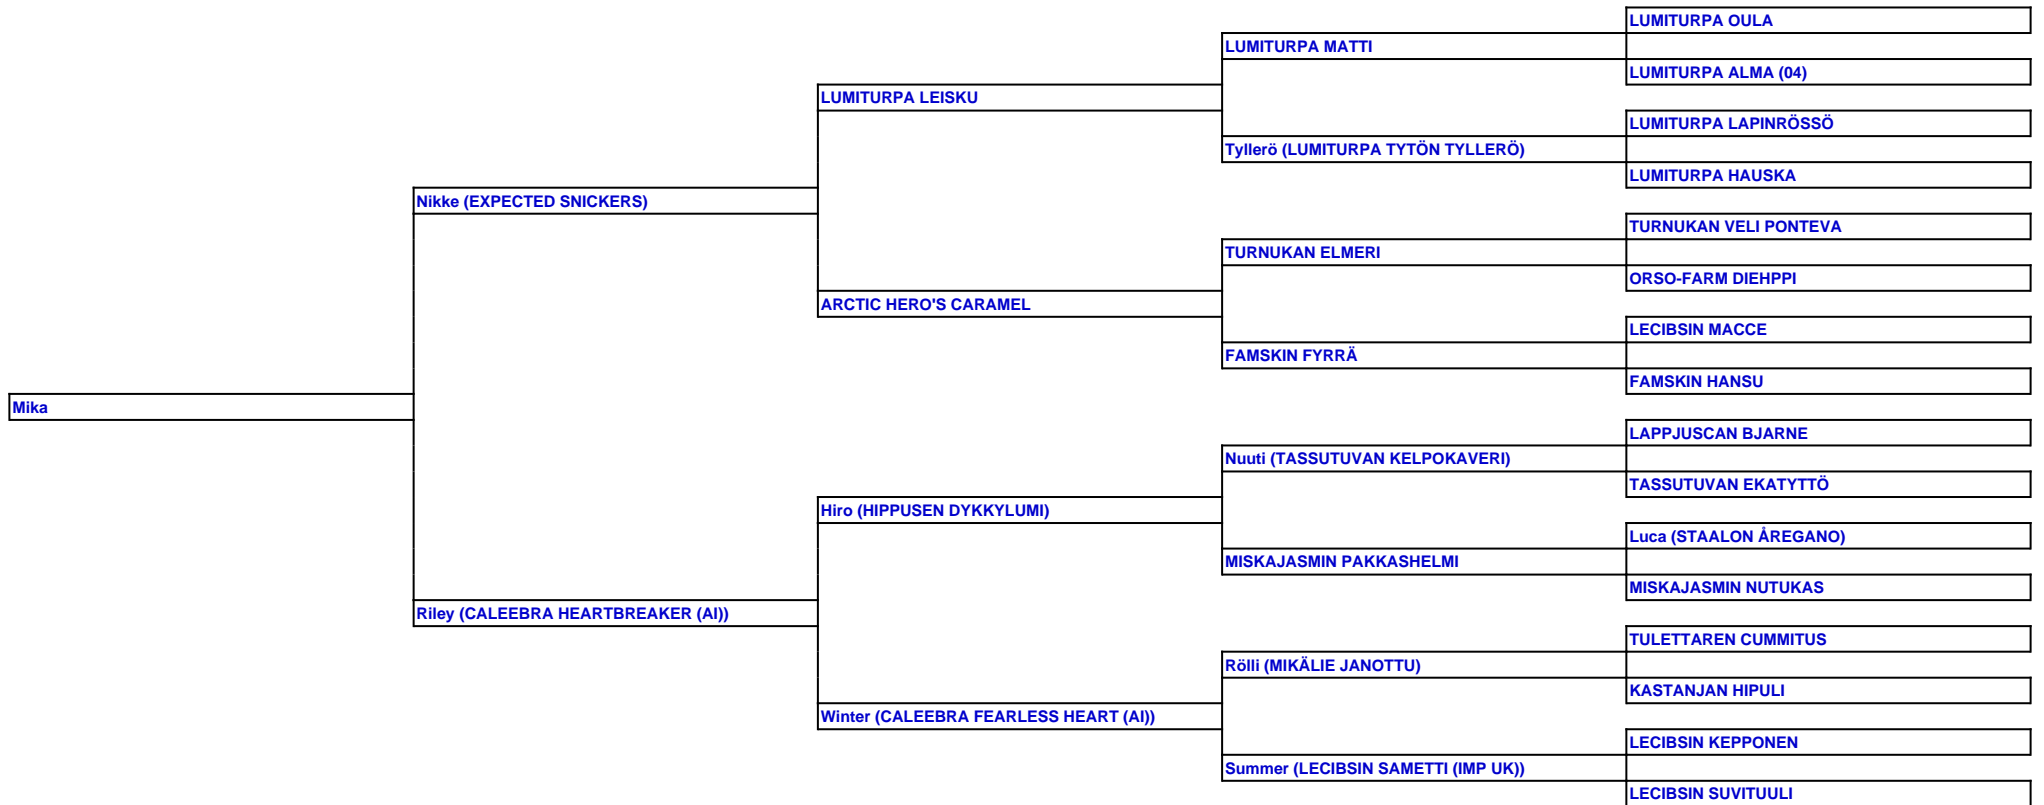 LUMITURPA OULA
LUMITURPA MATTI
LUMITURPA ALMA (04)
LUMITURPA LEISKU
LUMITURPA LAPINRÖSSÖ
Tyllerö (LUMITURPA TYTÖN TYLLERÖ)
LUMITURPA HAUSKA
Nikke (EXPECTED SNICKERS)
TURNUKAN VELI PONTEVA
TURNUKAN ELMERI
ORSO-FARM DIEHPPI
ARCTIC HERO'S CARAMEL
LECIBSIN MACCE
FAMSKIN FYRRÄ
FAMSKIN HANSU
Mika
LAPPJUSCAN BJARNE
Nuuti (TASSUTUVAN KELPOKAVERI)
TASSUTUVAN EKATYTTÖ
Hiro (HIPPUSEN DYKKYLUMI)
Luca (STAALON ÅREGANO)
MISKAJASMIN PAKKASHELMI
MISKAJASMIN NUTUKAS
Riley (CALEEBRA HEARTBREAKER (AI))
TULETTAREN CUMMITUS
Rölli (MIKÄLIE JANOTTU)
KASTANJAN HIPULI
Winter (CALEEBRA FEARLESS HEART (AI))
LECIBSIN KEPPONEN
Summer (LECIBSIN SAMETTI (IMP UK))
LECIBSIN SUVITUULI